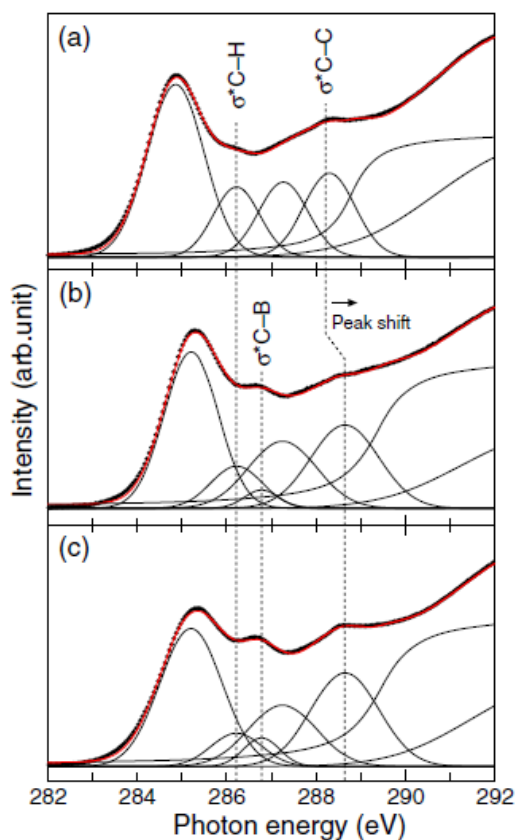 (a)
σ*C–H
σ*C–C
(b)
σ*C–B
Peak shift
(c)
Intensity (arb.unit)
282 284 286 288 290 292
Photon energy (eV)